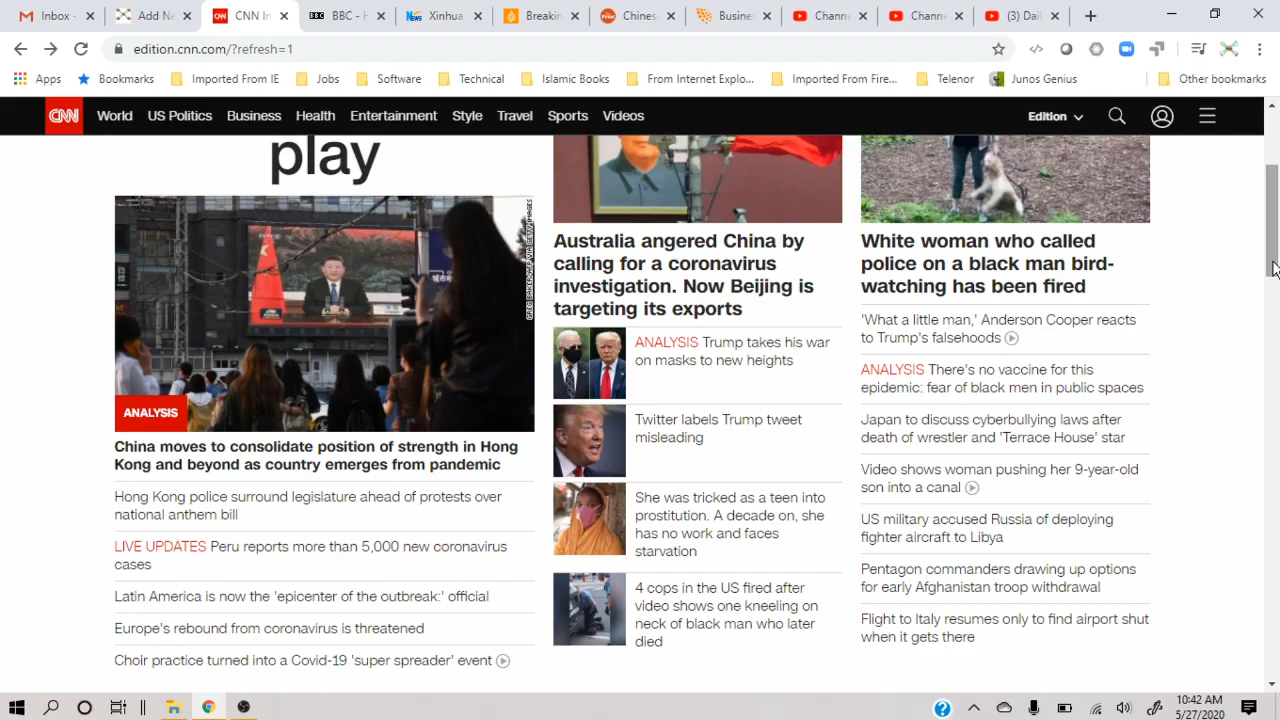 Inbox -
Add Ne
CNN In
BBC - H
Xinhua
Breakin
Chinese
Busine
Channe
Channe
(3) Da
edition.cnn.com/?refresh=1
Apps
Bookmarks
Imported From IE
Jobs
Software
Technical
Islamic Books
From Internet Explo...
Imported From Fire...
Telenor
Junos Genius
Other bookmarks
CNN
World
US Politics
Business
Health
Entertainment
Style
Travel
Sports
Videos
Edition
play
GREG BAKER/AFP VIA GETTY IMAGES
ANALYSIS
China moves to consolidate position of strength in Hong
Kong and beyond as country emerges from pandemic
Hong Kong police surround legislature ahead of protests over
national anthem bill
LIVE UPDATES Peru reports more than 5,000 new coronavirus
cases
Latin America is now the 'epicenter of the outbreak:' official
Europe's rebound from coronavirus is threatened
Choir practice turned into a Covid-19 'super spreader' event
Australia angered China by
calling for a coronavirus
investigation. Now Beijing is
targeting its exports
ANALYSIS Trump takes his war
on masks to new heights
Twitter labels Trump tweet
misleading
She was tricked as a teen into
prostitution. A decade on, she
has no work and faces
starvation
4 cops in the US fired after
video shows one kneeling on
neck of black man who later
died
White woman who called
police on a black man bird-
watching has been fired
'What a little man,' Anderson Cooper reacts
to Trump's falsehoods
ANALYSIS There's no vaccine for this
epidemic: fear of black men in public spaces
Japan to discuss cyberbullying laws after
death of wrestler and 'Terrace House' star
Video shows woman pushing her 9-year-old
son into a canal
US military accused Russia of deploying
fighter aircraft to Libya
Pentagon commanders drawing up options
for early Afghanistan troop withdrawal
Flight to Italy resumes only to find airport shut
when it gets there
10:42 AM
5/27/2020